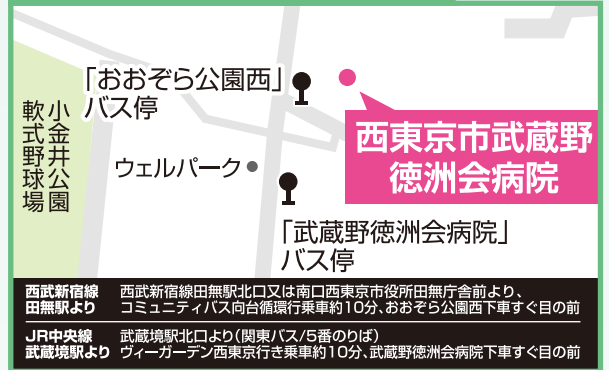 「おおぞら公園西」
バス停
小金井公園
軟式野球場
西東京市武蔵野
徳洲会病院
ウェルパーク
「武蔵野徳洲会病院」
バス停
西武新宿線
田無駅より
西武新宿線田無駅北口又は南口西東京市役所田無庁舎前より、
コミュニティバス向台循環行乗車約10分、おおぞら公園西下車すぐ目の前
JR中央線
武蔵境駅より
武蔵境駅北口より(関東バス/5番のりば)
ヴィーガーデン西東京行き乗車約10分、武蔵野徳洲会病院下車すぐ目の前